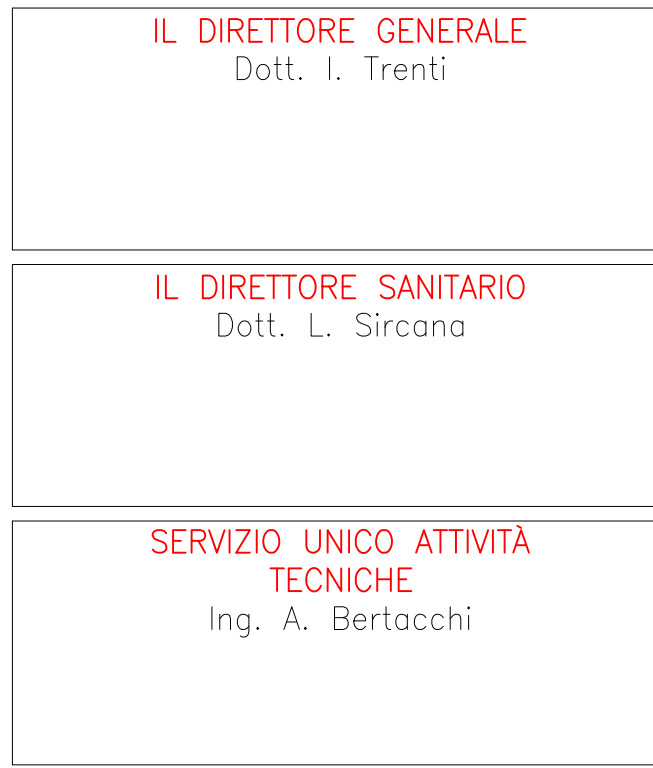 IL DIRETTORE GENERALE
Dott. I. Trenti
IL DIRETTORE SANITARIO
Dott. L. Sircana
SERVIZIO UNICO ATTIVITÀ
TECNICHE
Ing. A. Bertacchi